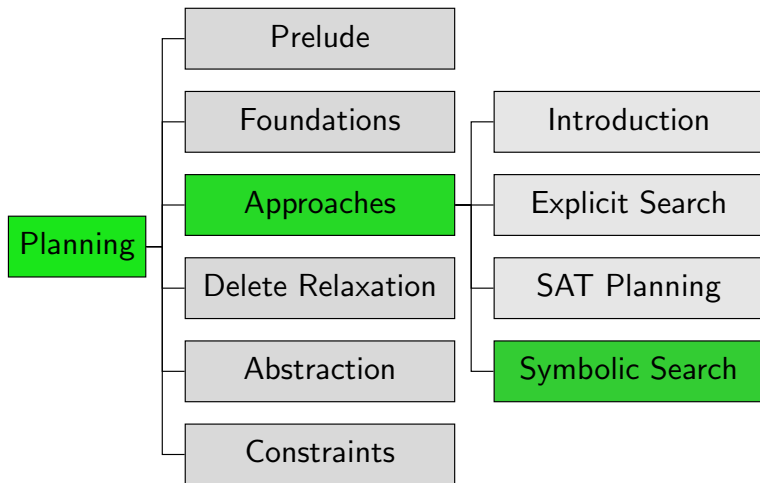 Planning
Prelude
Foundations
Approaches
Delete Relaxation
Abstraction
Constraints
Introduction
Explicit Search
SAT Planning
Symbolic Search